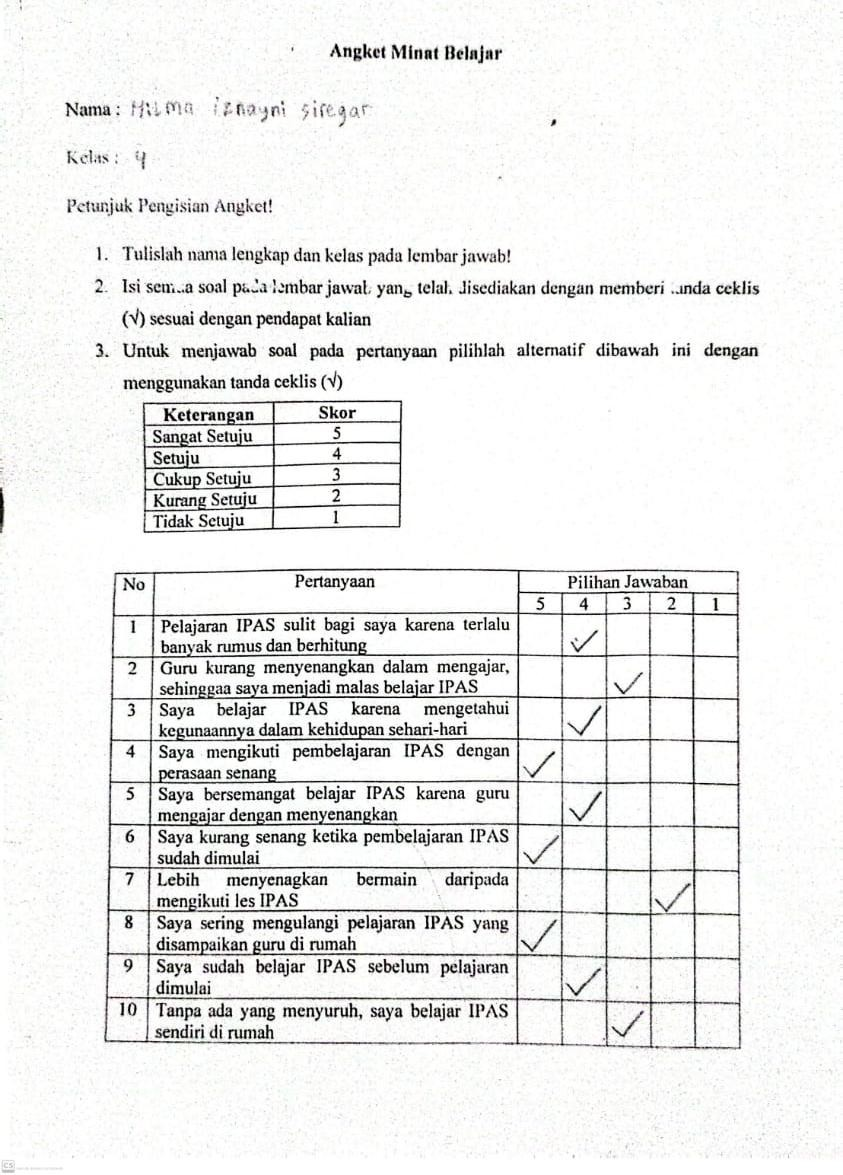 Angket Minat Belajar
Nama : Hilma iznayni siregar
Kelas : 4
Petunjuk Pengisian Angket!
1. Tulislah nama lengkap dan kelas pada lembar jawab!
2. Isi semua soal pada lembar jawab yang telah disediakan dengan memberi tanda ceklis
(√) sesuai dengan pendapat kalian
3. Untuk menjawab soal pada pertanyaan pilihlah alternatif dibawah ini dengan
menggunakan tanda ceklis (√)
Keterangan Skor
Sangat Setuju 5
Setuju 4
Cukup Setuju 3
Kurang Setuju 2
Tidak Setuju 1
No Pertanyaan Pilihan Jawaban
5 4 3 2 1
1 Pelajaran IPAS sulit bagi saya karena terlalu
banyak rumus dan berhitung ✓
2 Guru kurang menyenangkan dalam mengajar,
sehinggaa saya menjadi malas belajar IPAS ✓
3 Saya belajar IPAS karena mengetahui
kegunaannya dalam kehidupan sehari-hari ✓
4 Saya mengikuti pembelajaran IPAS dengan
perasaan senang ✓
5 Saya bersemangat belajar IPAS karena guru
mengajar dengan menyenangkan ✓
6 Saya kurang senang ketika pembelajaran IPAS
sudah dimulai ✓
7 Lebih menyenagkan bermain daripada
mengikuti les IPAS ✓
8 Saya sering mengulangi pelajaran IPAS yang
disampaikan guru di rumah ✓
9 Saya sudah belajar IPAS sebelum pelajaran
dimulai ✓
10 Tanpa ada yang menyuruh, saya belajar IPAS
sendiri di rumah ✓
CS